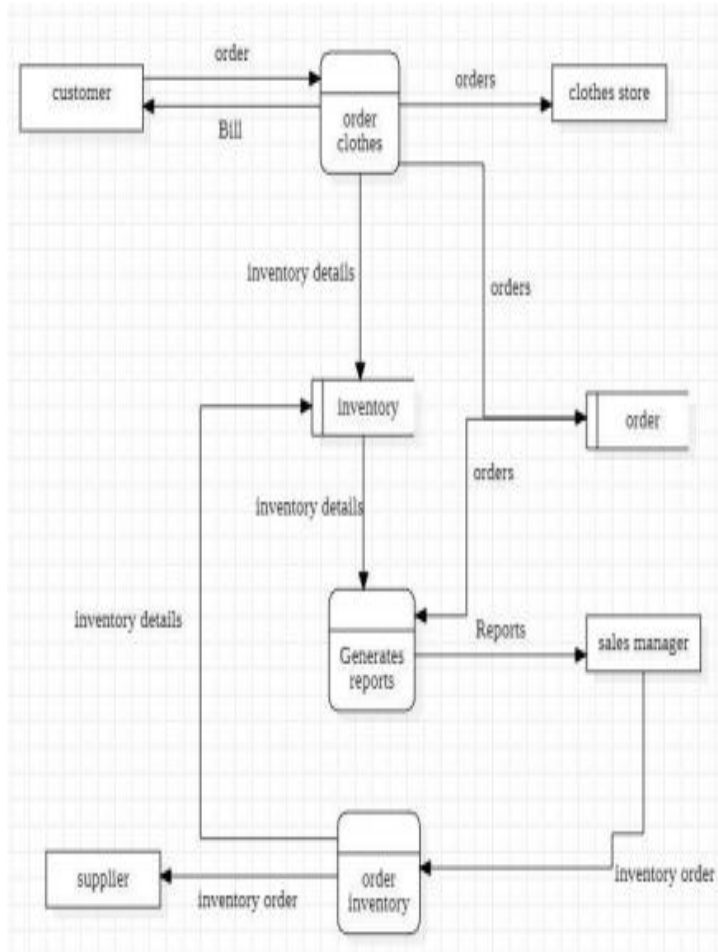 order
customer
clothes store
orders
Bill
order
clothes
inventory details
orders
inventory
order
orders
inventory details
inventory details
Reports
sales manager
Generates
reports
supplier
order
inventory
inventory order
inventory order